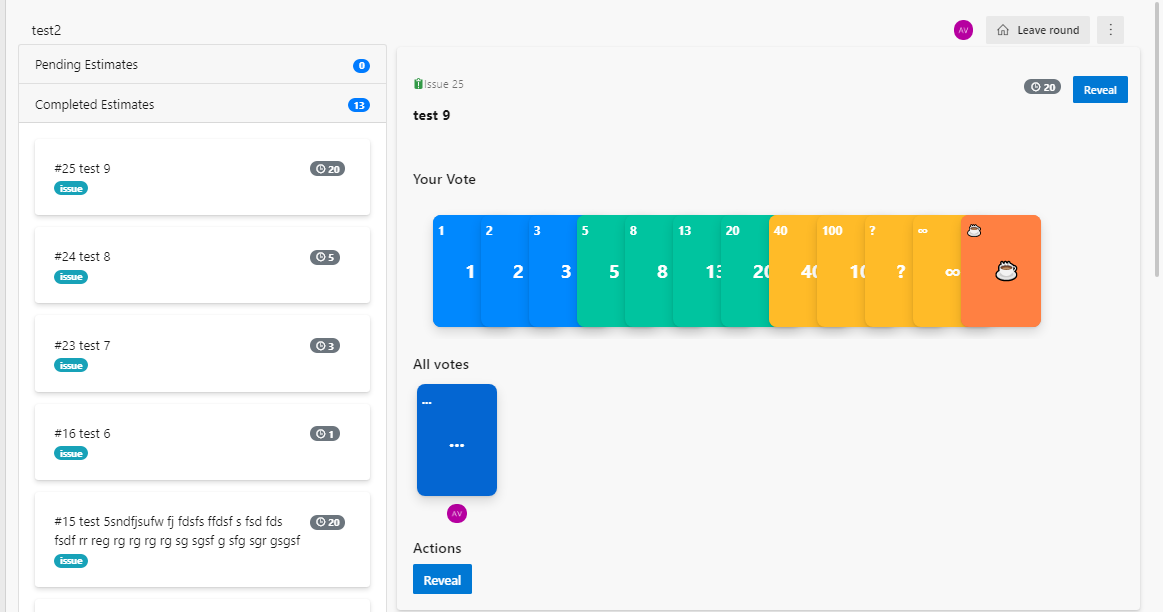 test2
AV
Leave round
Pending Estimates
0
Completed Estimates
13
#25 test 9
20
issue
#24 test 8
5
issue
#23 test 7
3
issue
#16 test 6
1
issue
#15 test 5sndfjsufw fj fdsfs ffdsf s fsd fds
fsdf rr reg rg rg rg rg sg sgsf g sfg sgr gsgsf
20
issue
Issue 25
20
Reveal
test 9
Your Vote
1 2 3 5 8 13 20 40 100 ? ∞
1 2 3 5 8 13 20 40 10 ? ∞
All votes
...
...
AV
Actions
Reveal